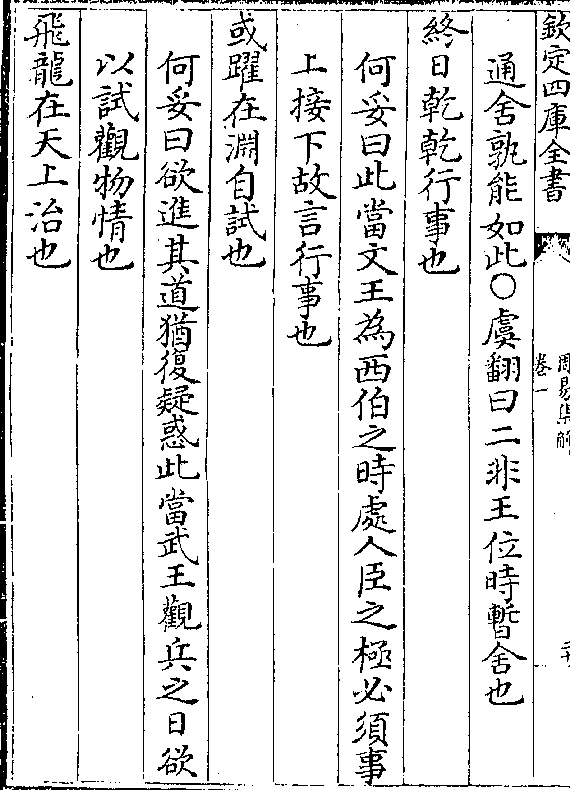 欽定四庫全書
周易集解
卷一
通舍孰能如此○虞翻曰二非王位時暫舍也
終日乾乾行事也
何妥曰此當文王為西伯之時處人臣之極必須事
上接下故言行事也
或躍在淵自試也
何妥曰欲進其道猶復疑惑此當武王觀兵之日欲
以試觀物情也
飛龍在天上治也